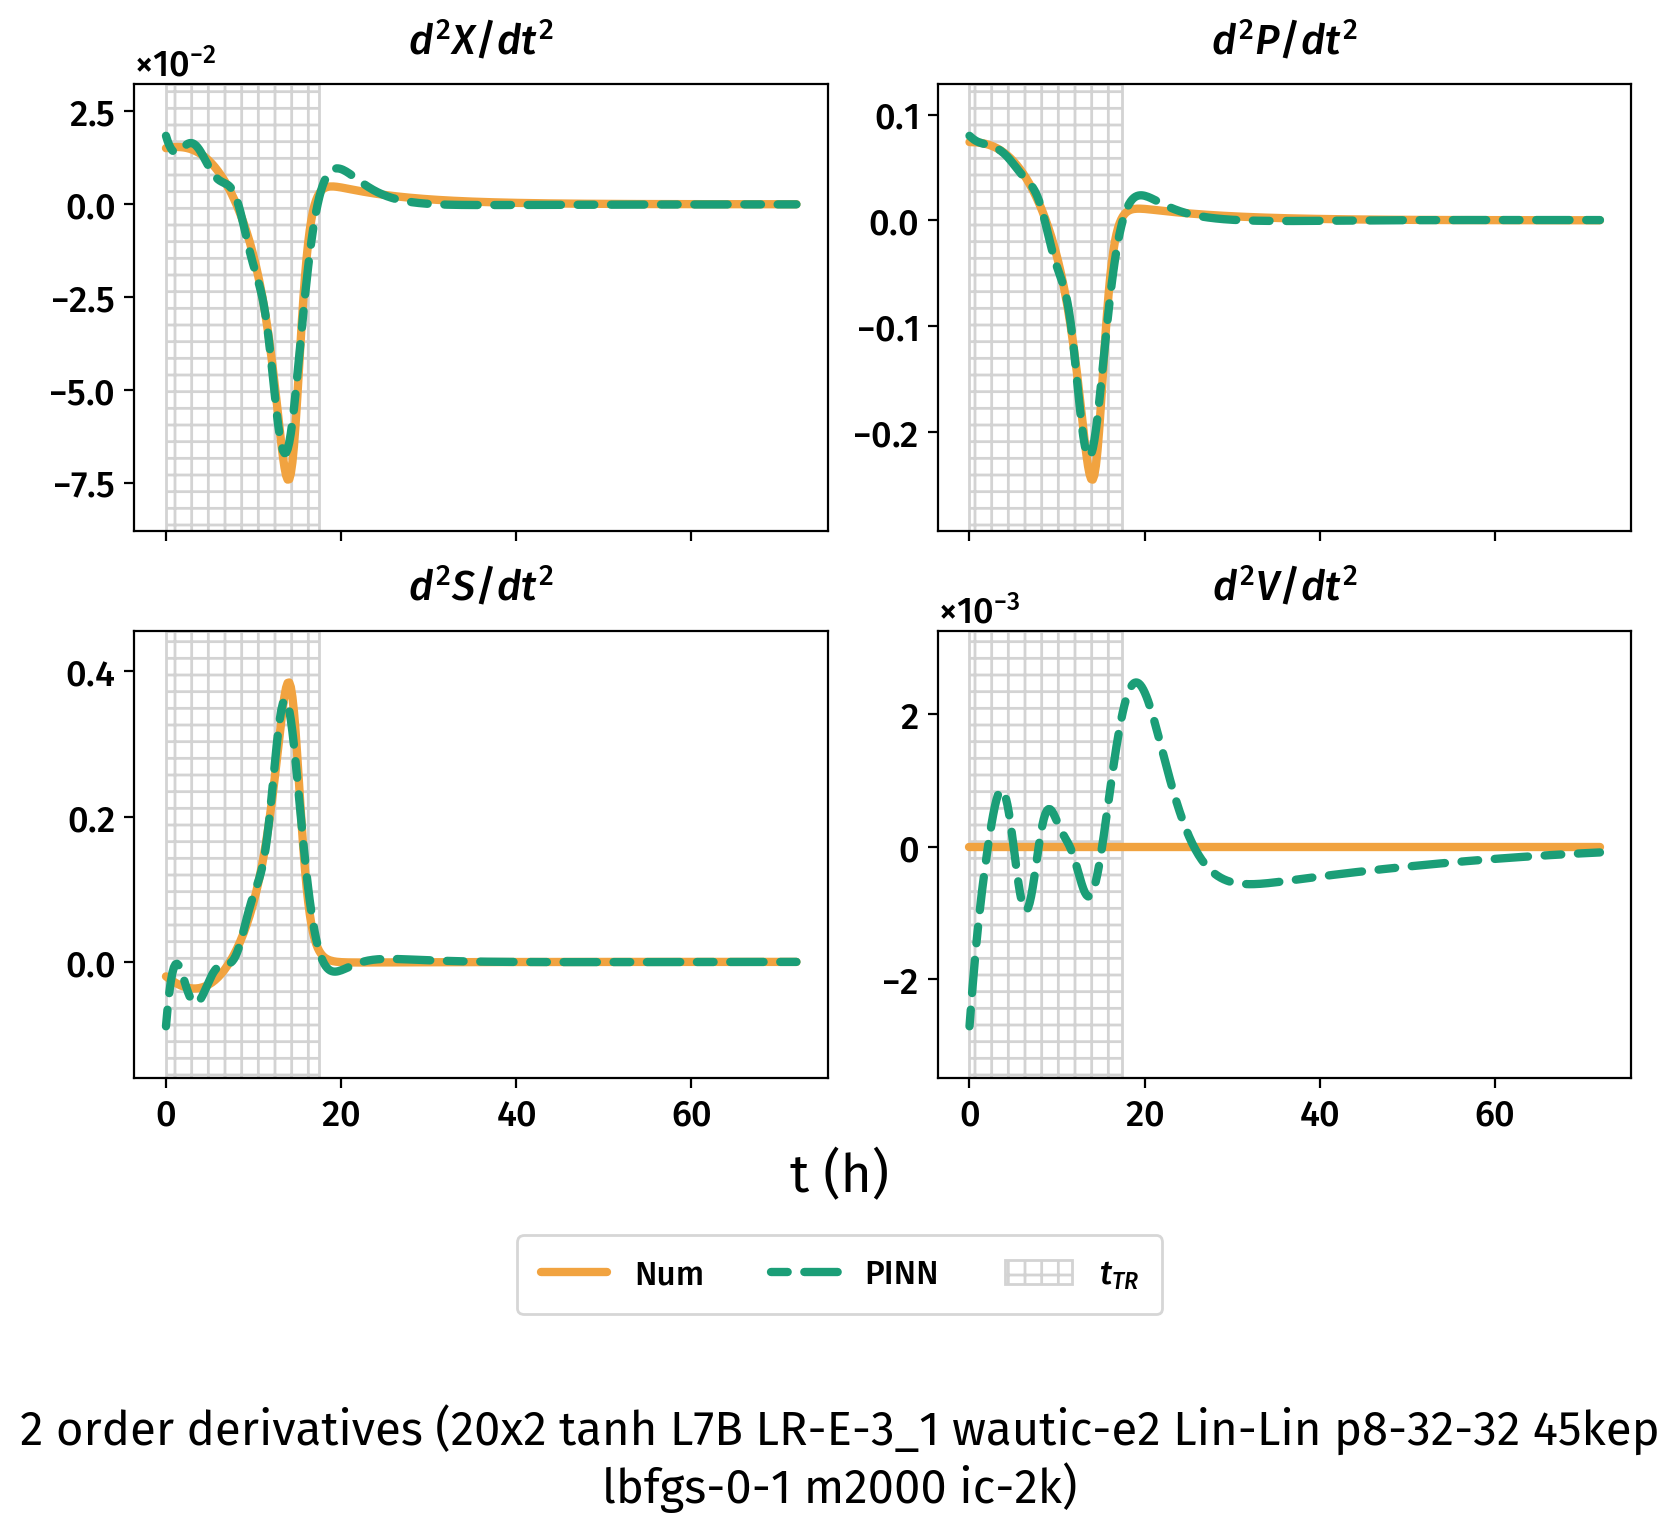 d²X/dt²
d²P/dt²
×10⁻²
2.5
0.0
−2.5
−5.0
−7.5
0.1
0.0
−0.1
−0.2
d²S/dt²
d²V/dt²
×10⁻³
0.4
0.2
0.0
2
0
−2
0 20 40 60
0 20 40 60
t (h)
Num PINN t_TR
2 order derivatives (20x2 tanh L7B LR-E-3_1 wautic-e2 Lin-Lin p8-32-32 45kep
lbfgs-0-1 m2000 ic-2k)